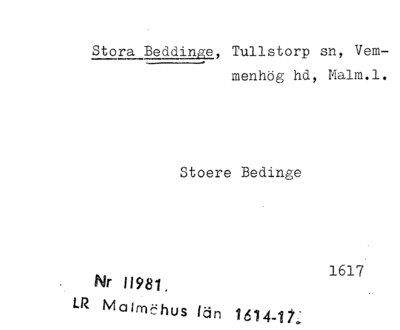 Stora Beddinge, Tullstorp sn, Vem-
menhög hd, Malm.l.
Stoere Bedinge
1617
Nr 11981.
LR Malmöhus län 1614-17.